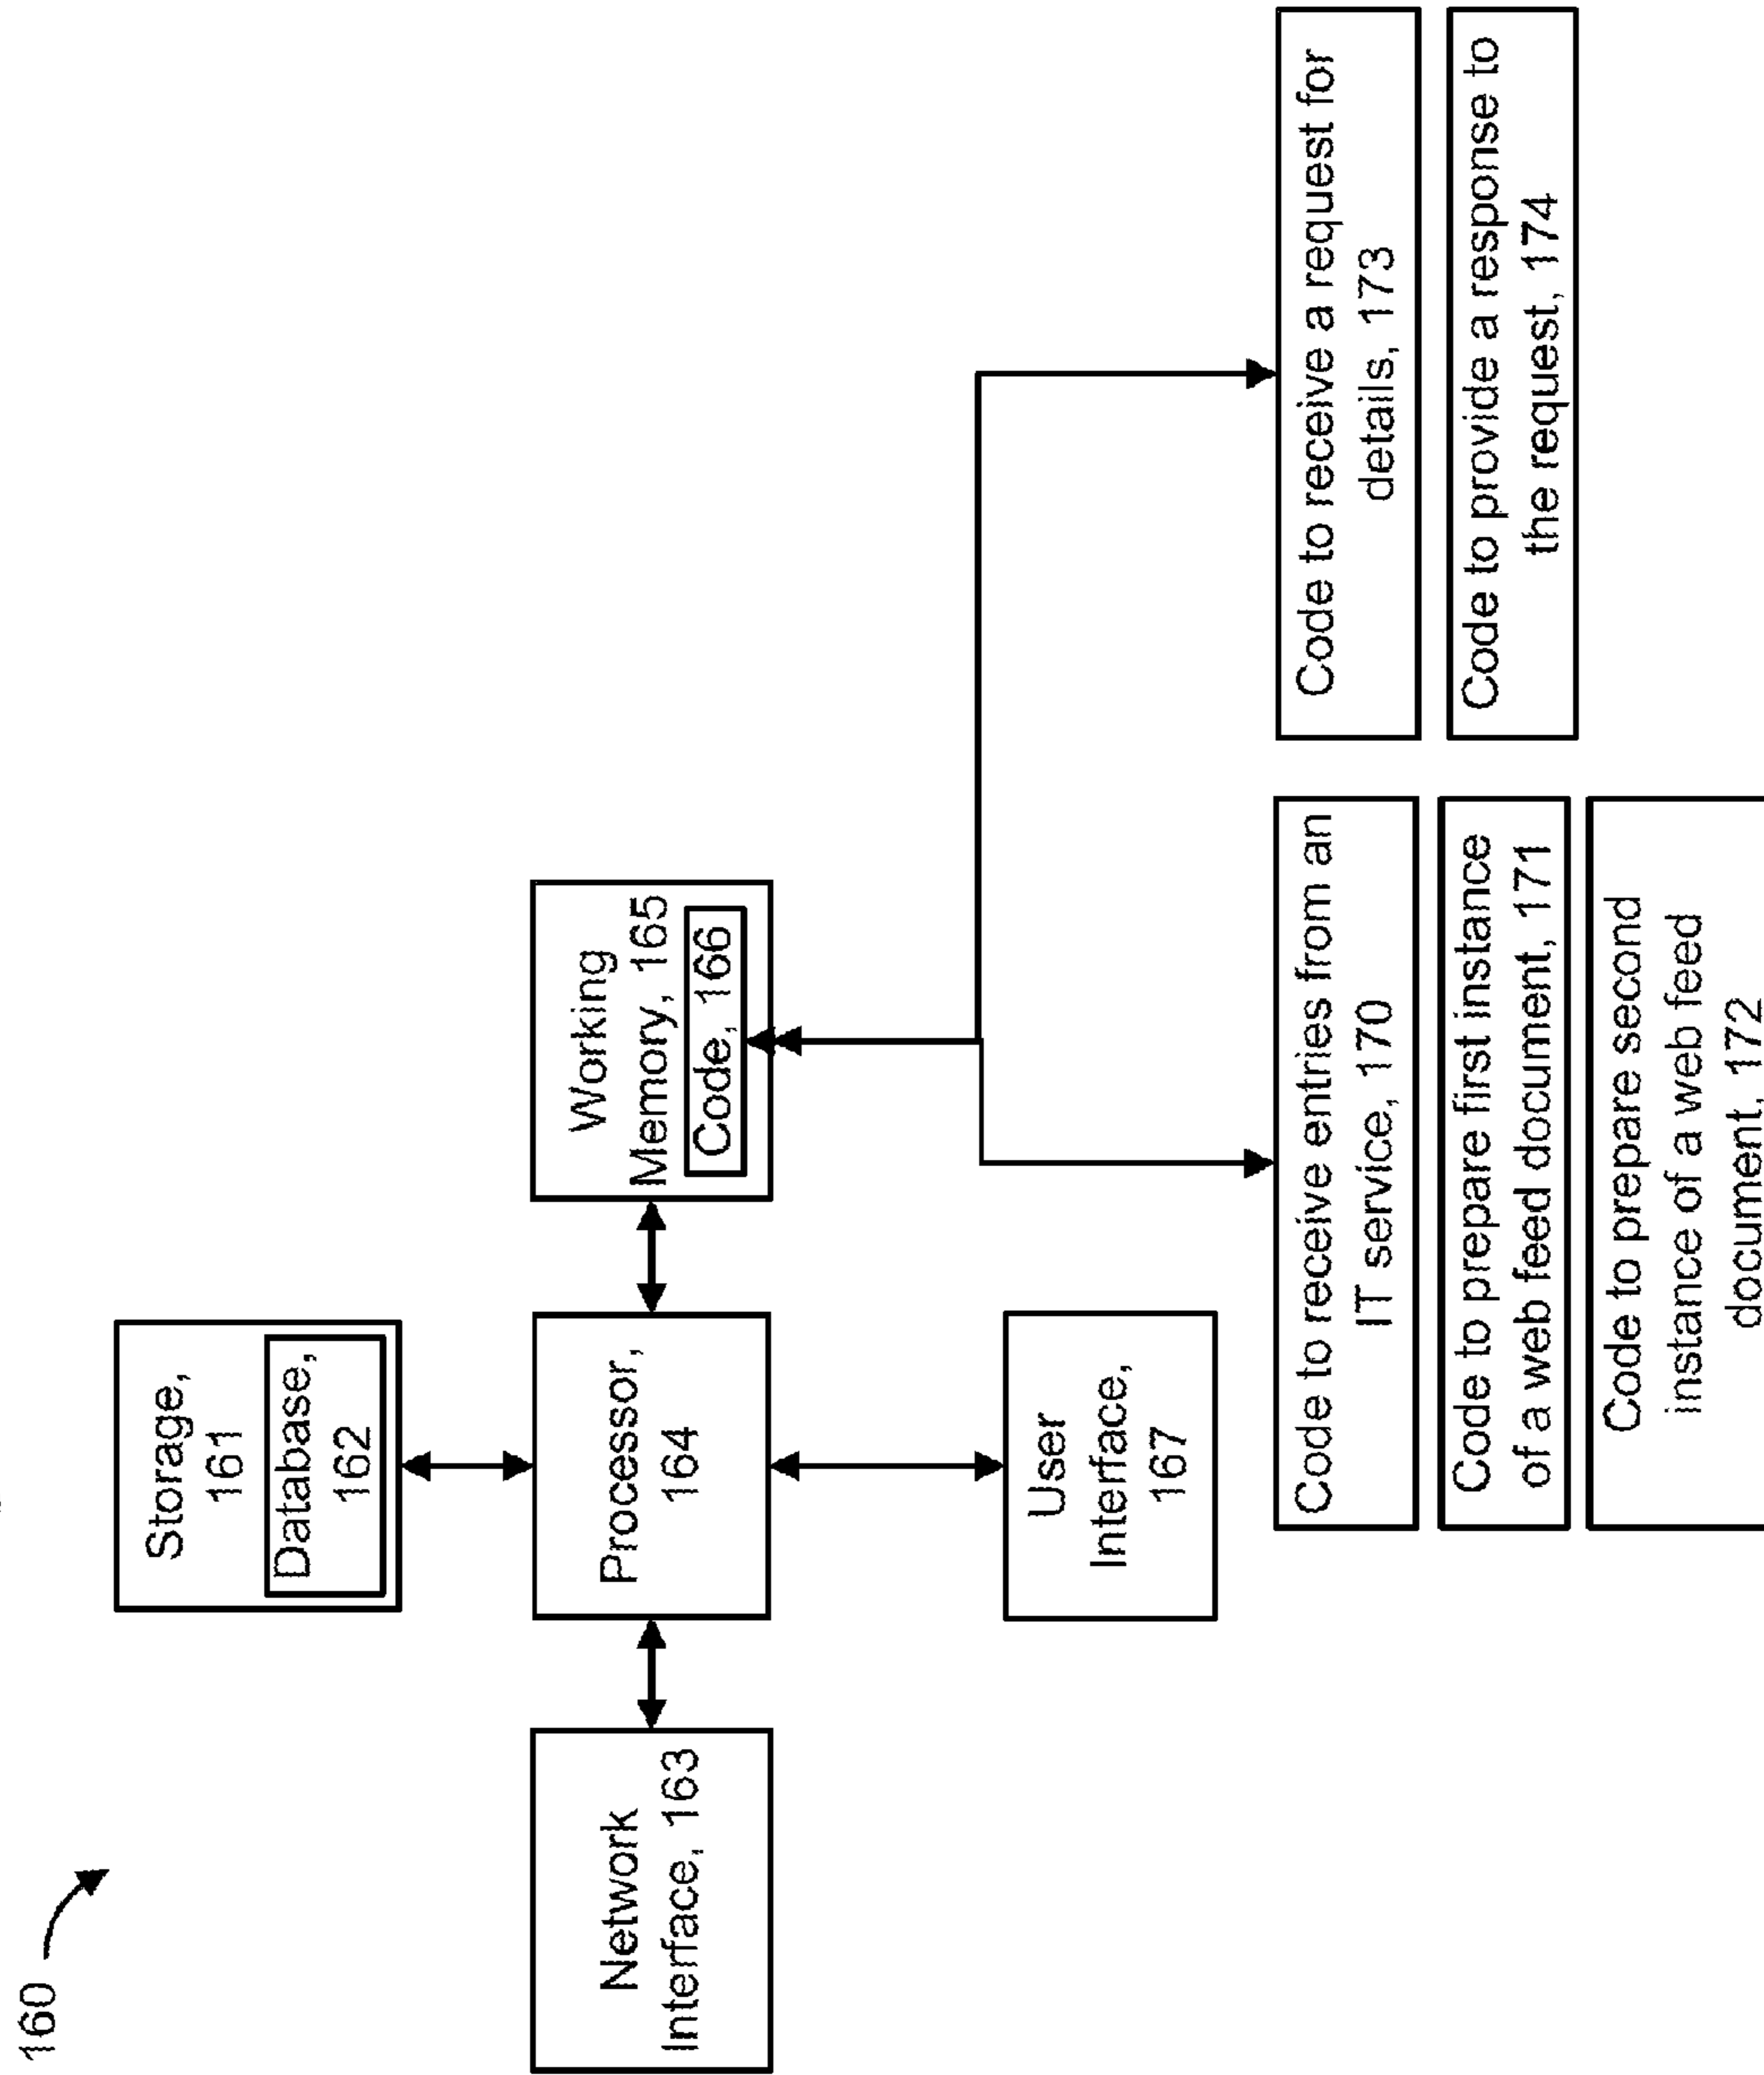 160
Storage,
161
Database,
162
Network
Interface, 163
Processor,
164
Working
Memory, 165
Code, 166
User
Interface,
167
Code to receive entries from an
IT service, 170
Code to prepare first instance
of a web feed document, 171
Code to prepare second
instance of a web feed
document, 172
Code to receive a request for
details, 173
Code to provide a response to
the request, 174